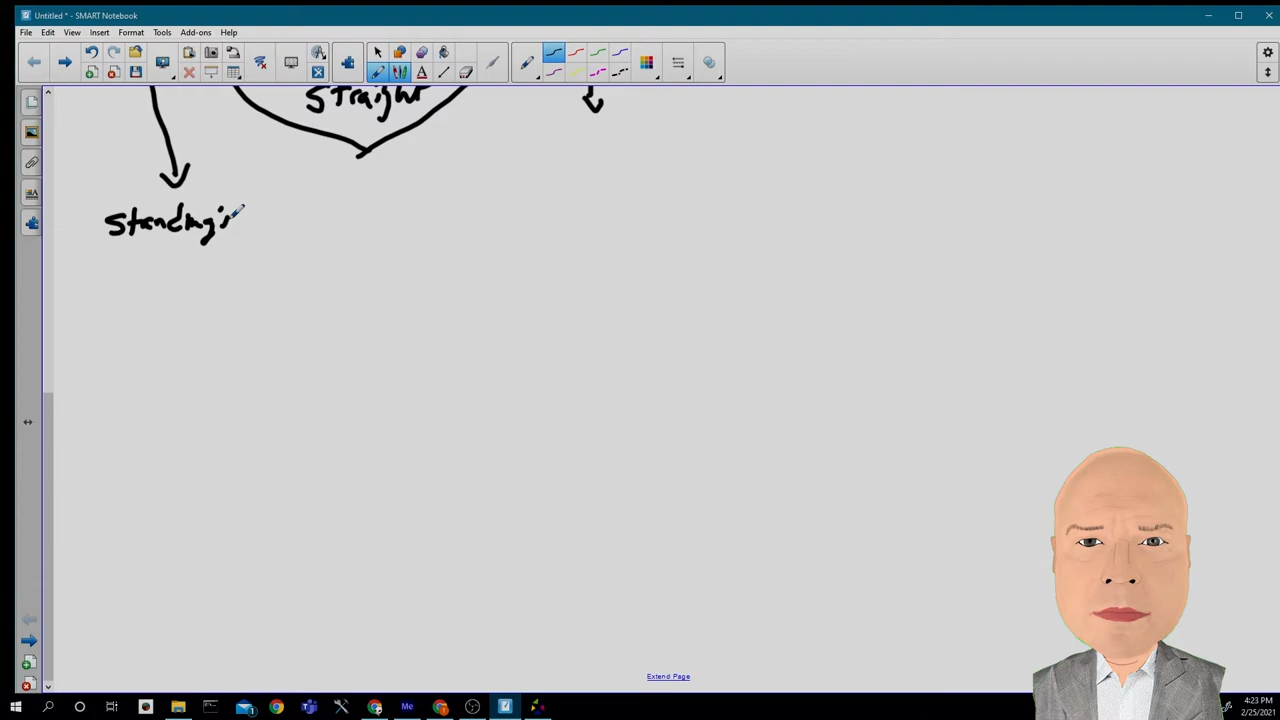 Untitled * - SMART Notebook
File Edit View Insert Format Tools Add-ons Help
Straight
Standing
Extend Page
4:23 PM
2/25/2021